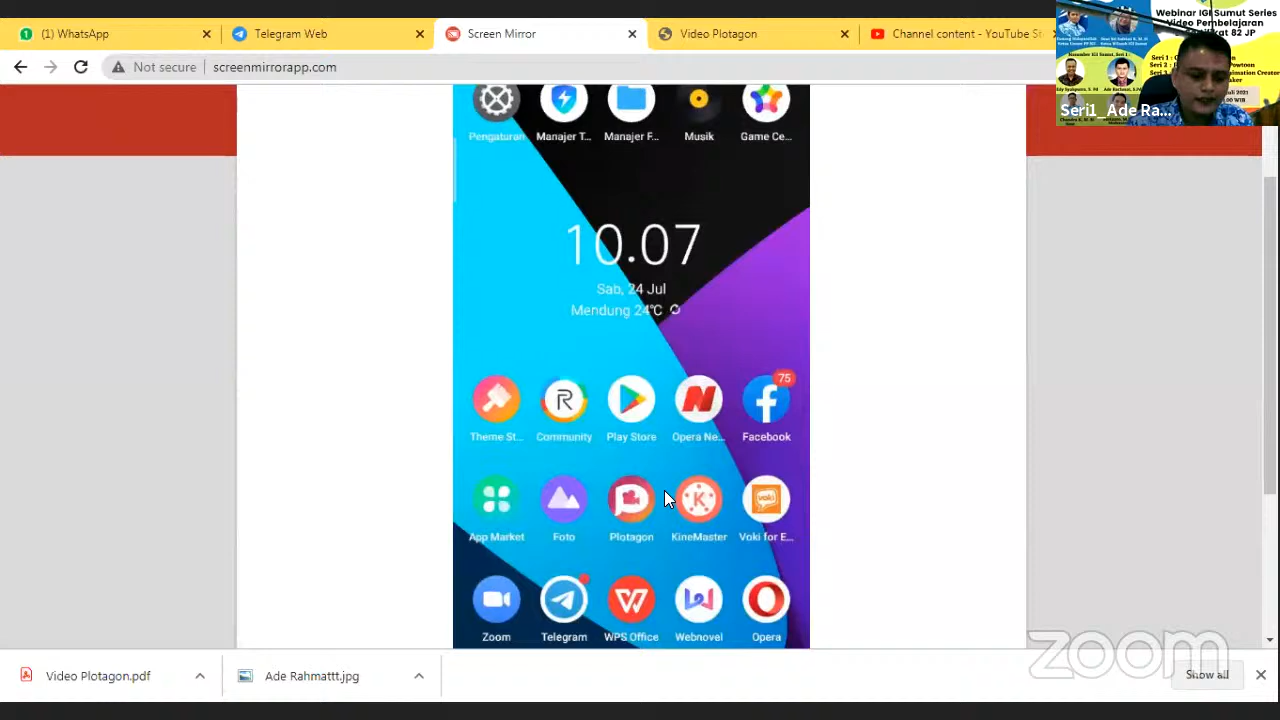 (1) WhatsApp
Telegram Web
Screen Mirror
Video Plotagon
Channel content - YouTube St
Not secure
screenmirrorapp.com
Webinar IGI Sumut Series
Video Pembelajaran
82 JP
Seri1_Ade Ra...
Pengaturan
Manajer T...
Manajer F...
Musik
Game Ce...
10.07
Sab, 24 Jul
Mendung 24°C
75
Theme St...
Community
Play Store
Opera Ne...
Facebook
App Market
Foto
Plotagon
KineMaster
Voki for E...
Zoom
Telegram
WPS Office
Webnovel
Opera
zoom
Video Plotagon.pdf
Ade Rahmattt.jpg
Show all